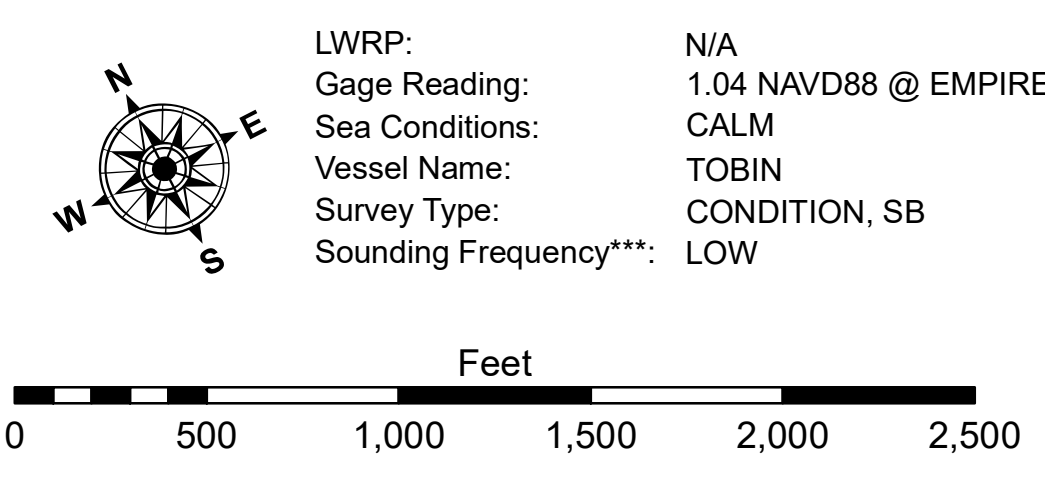 N
E
W
S
LWRP: N/A
Gage Reading: 1.04 NAVD88 @ EMPIRE
Sea Conditions: CALM
Vessel Name: TOBIN
Survey Type: CONDITION, SB
Sounding Frequency***: LOW
Feet
0 500 1,000 1,500 2,000 2,500